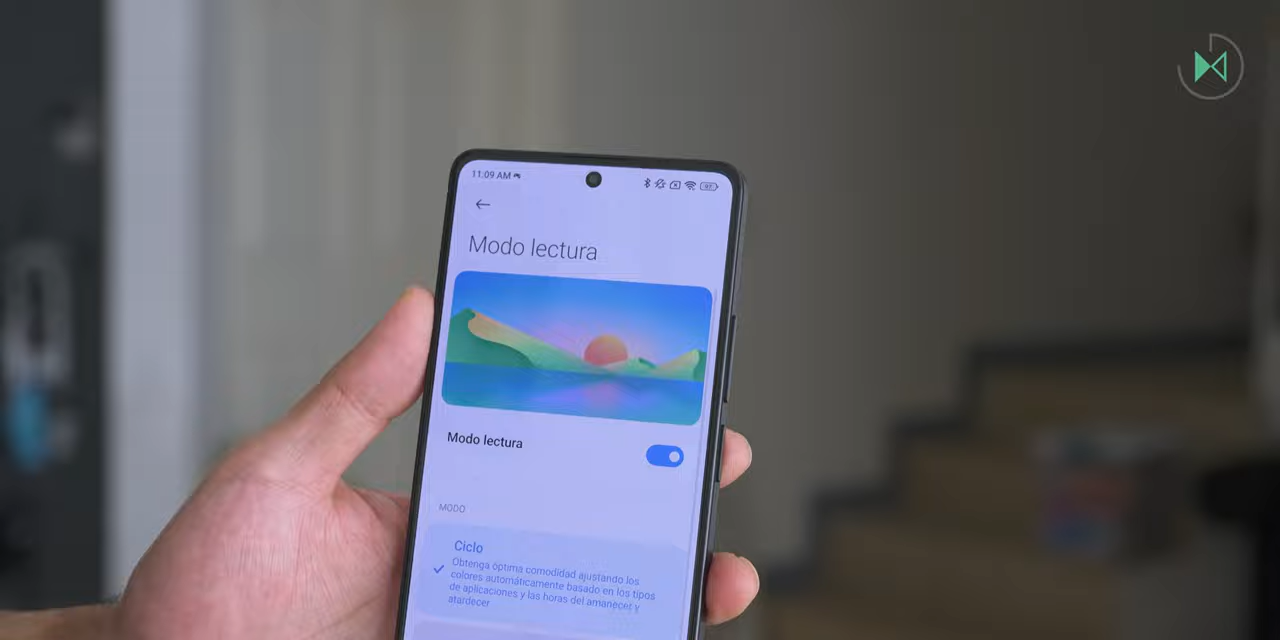 11.09 AM
97
Modo lectura
Modo lectura
MODO
Ciclo
Obtenga óptima comodidad ajustando los
colores automáticamente basado en los tipos
de aplicaciones y las horas del amanecer y
atardecer